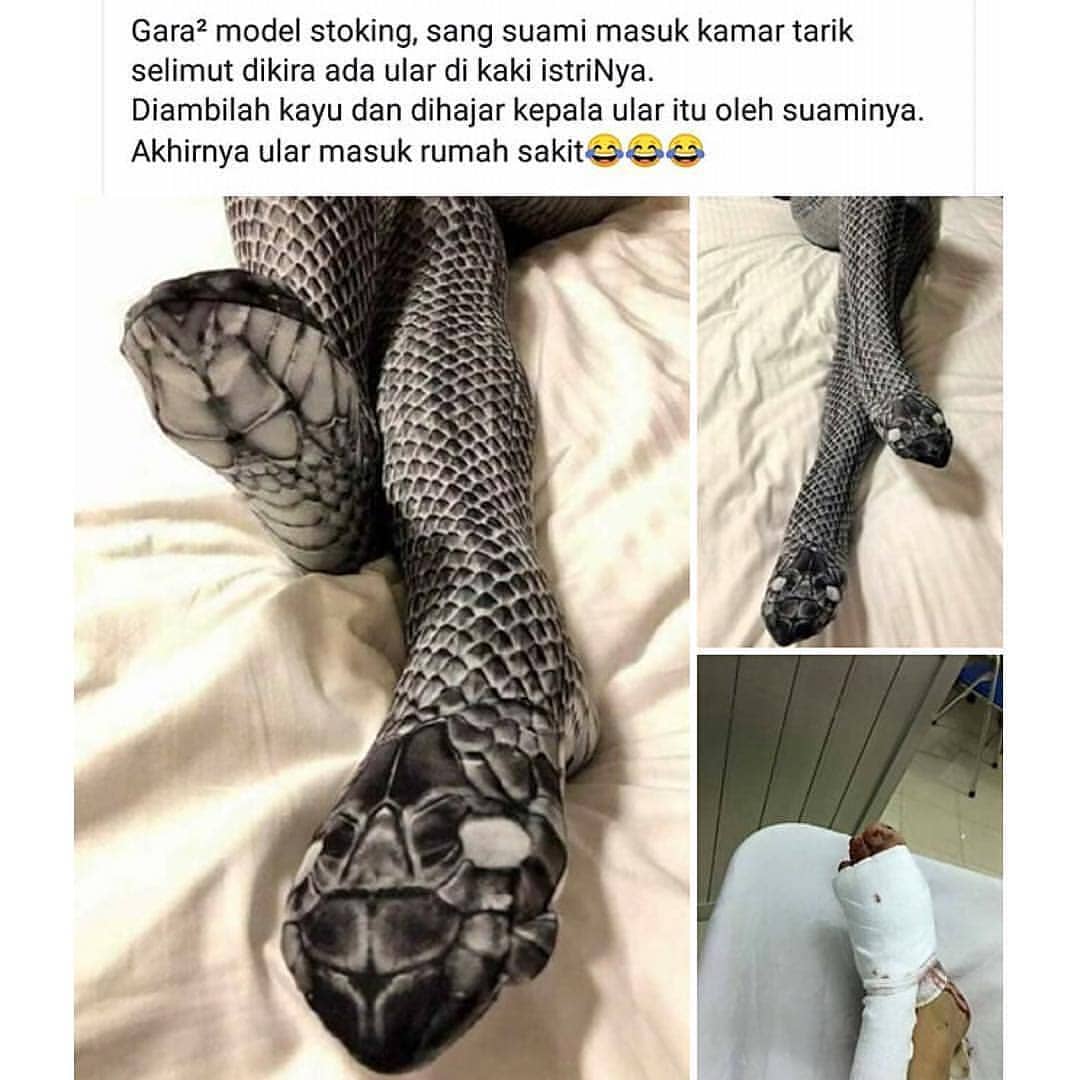 Gara² model stoking, sang suami masuk kamar tarik
selimut dikira ada ular di kaki istriNya.
Diambilah kayu dan dihajar kepala ular itu oleh suaminya.
Akhirnya ular masuk rumah sakit😂😂😂